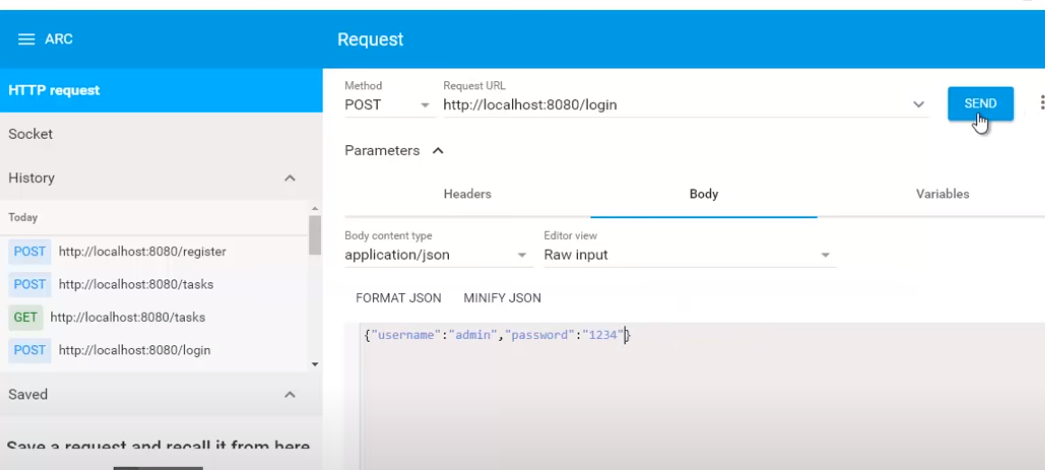 ARC
Request
HTTP request
Socket
History
Today
POST http://localhost:8080/register
POST http://localhost:8080/tasks
GET http://localhost:8080/tasks
POST http://localhost:8080/login
Saved
Save a request and recall it from here
Method
POST
Request URL
http://localhost:8080/login
SEND
Parameters
Headers
Body
Variables
Body content type
application/json
Editor view
Raw input
FORMAT JSON MINIFY JSON
{"username":"admin","password":"1234"}